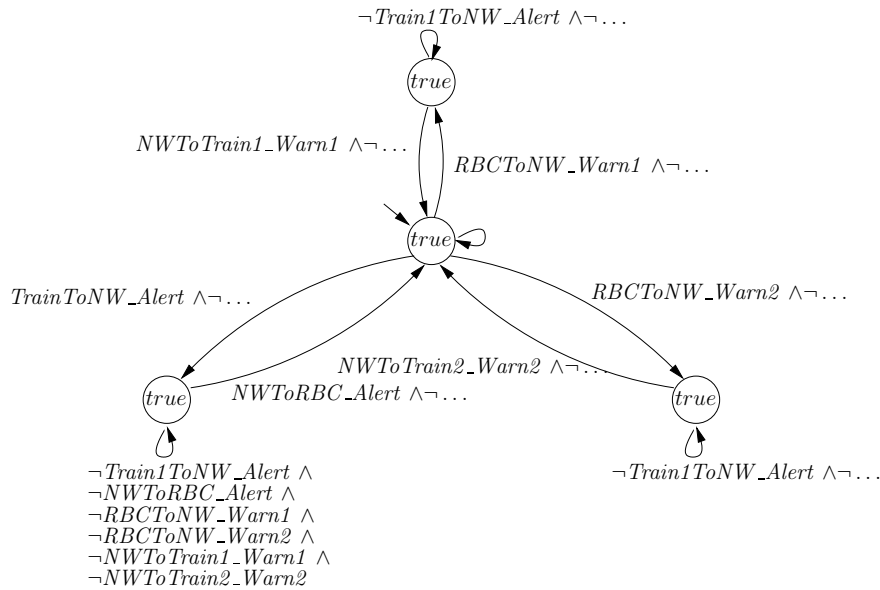 ¬Train1ToNW_Alert ∧¬...
true
NWToTrain1_Warn1 ∧¬...
RBCToNW_Warn1 ∧¬...
true
TrainToNW_Alert ∧¬...
RBCToNW_Warn2 ∧¬...
NWToTrain2_Warn2 ∧¬...
NWToRBC_Alert ∧¬...
true
true
¬Train1ToNW_Alert ∧
¬NWToRBC_Alert ∧
¬RBCToNW_Warn1 ∧
¬RBCToNW_Warn2 ∧
¬NWToTrain1_Warn1 ∧
¬NWToTrain2_Warn2
¬Train1ToNW_Alert ∧¬...